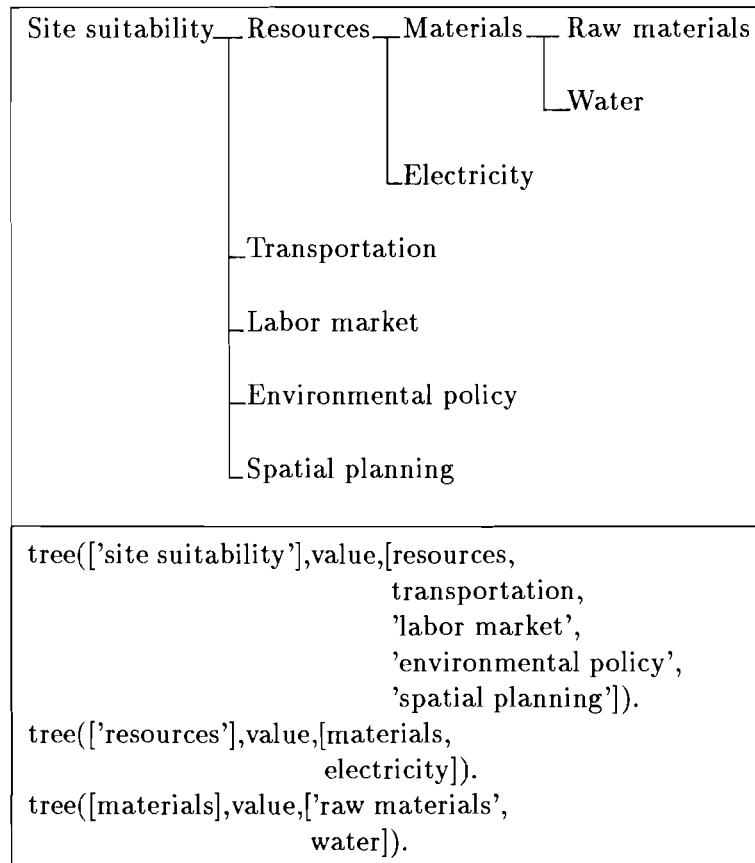 Site suitability Resources Materials Raw materials
Water
Electricity
Transportation
Labor market
Environmental policy
Spatial planning
tree(['site suitability'],value,[resources,
transportation,
'labor market',
'environmental policy',
'spatial planning']).
tree(['resources'],value,[materials,
electricity]).
tree([materials],value,['raw materials',
water]).